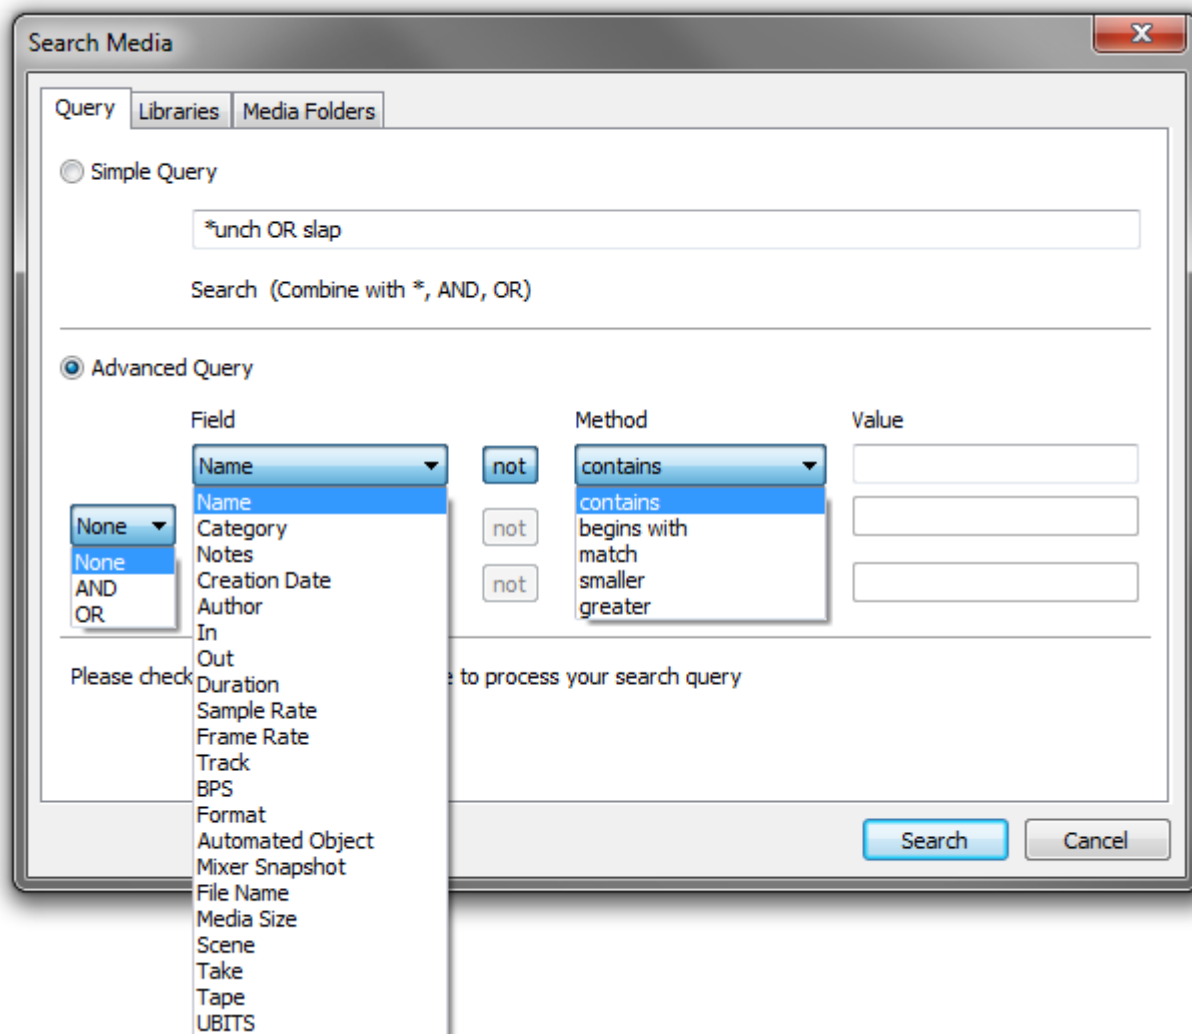 Search Media
Query Libraries Media Folders
Simple Query
*unch OR slap
Search (Combine with *, AND, OR)
Advanced Query
Field Method Value
Name not contains
Name contains
None Category not begins with
None Notes match
AND Creation Date not smaller
OR Author greater
In
Out
Please check Duration e to process your search query
Sample Rate
Frame Rate
Track
BPS
Format
Automated Object Search Cancel
Mixer Snapshot
File Name
Media Size
Scene
Take
Tape
UBITS